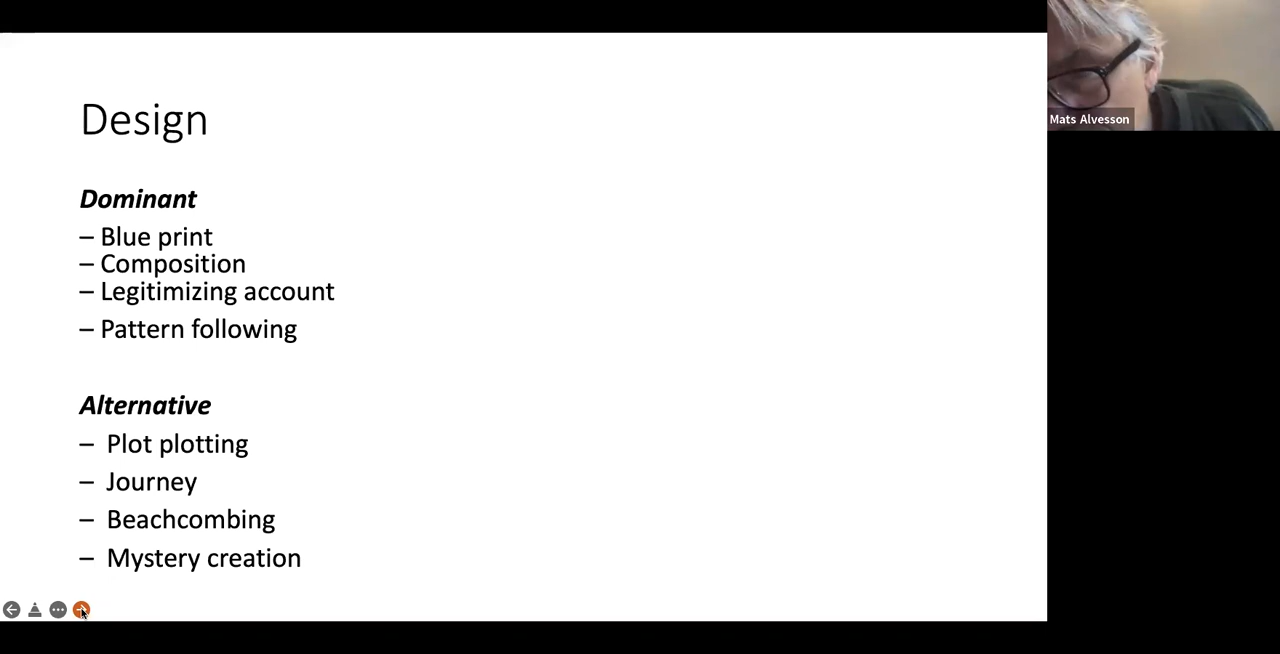 Design
Dominant
– Blue print
– Composition
– Legitimizing account
– Pattern following
Alternative
– Plot plotting
– Journey
– Beachcombing
– Mystery creation
Mats Alvesson